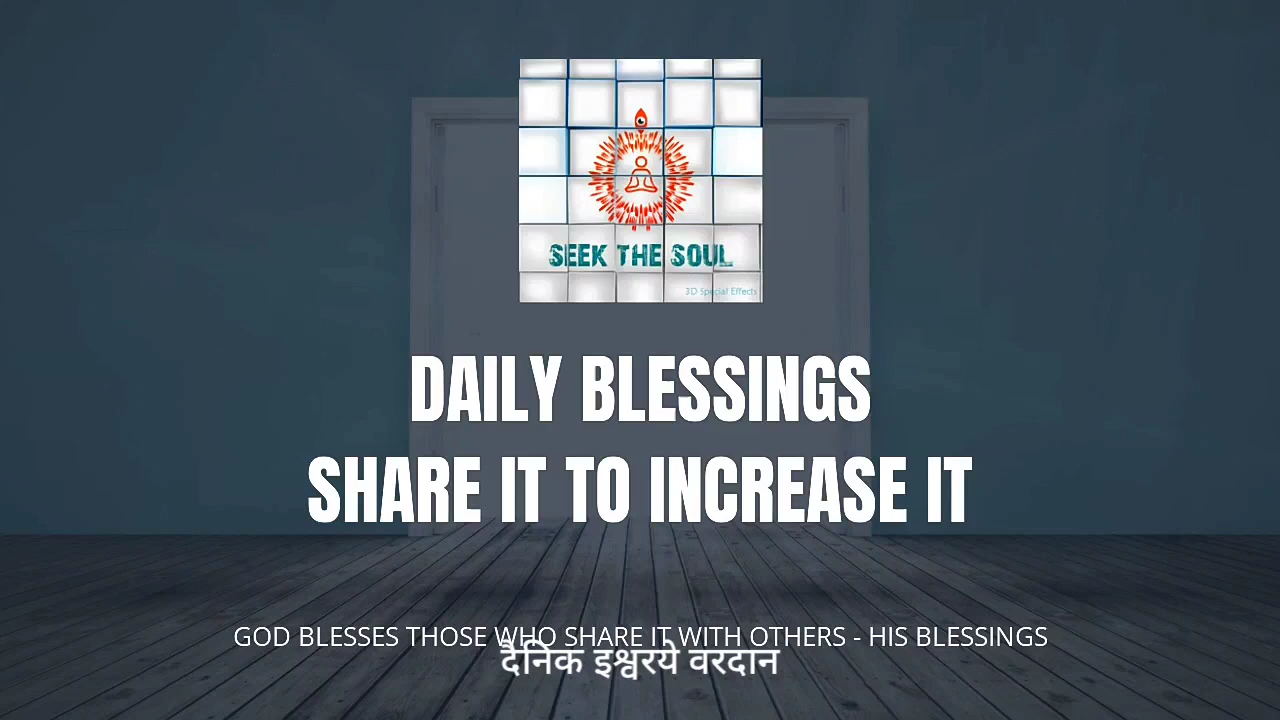 SEEK THE SOUL
3D Special Effects
DAILY BLESSINGS
SHARE IT TO INCREASE IT
GOD BLESSES THOSE WHO SHARE IT WITH OTHERS - HIS BLESSINGS
दैनिक इश्वरये वरदान